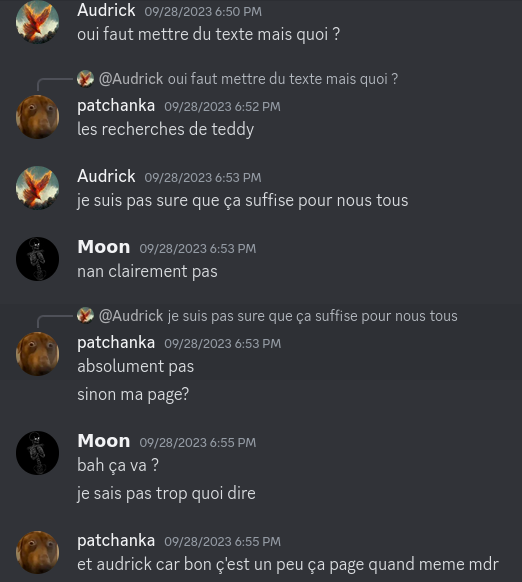 Audrick 09/28/2023 6:50 PM
oui faut mettre du texte mais quoi ?
@Audrick oui faut mettre du texte mais quoi ?
patchanka 09/28/2023 6:52 PM
les recherches de teddy
Audrick 09/28/2023 6:53 PM
je suis pas sure que ça suffise pour nous tous
Moon 09/28/2023 6:53 PM
nan clairement pas
@Audrick je suis pas sure que ça suffise pour nous tous
patchanka 09/28/2023 6:53 PM
absolument pas
sinon ma page?
Moon 09/28/2023 6:55 PM
bah ça va ?
je sais pas trop quoi dire
patchanka 09/28/2023 6:55 PM
et audrick car bon ç'est un peu ça page quand meme mdr